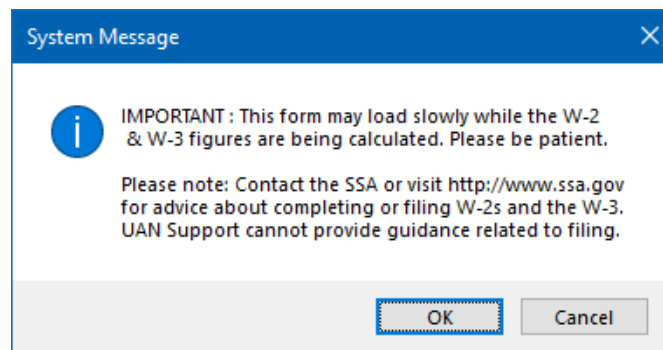 System Message
IMPORTANT : This form may load slowly while the W-2
& W-3 figures are being calculated. Please be patient.
Please note: Contact the SSA or visit http://www.ssa.gov
for advice about completing or filing W-2s and the W-3.
UAN Support cannot provide guidance related to filing.
OK
Cancel